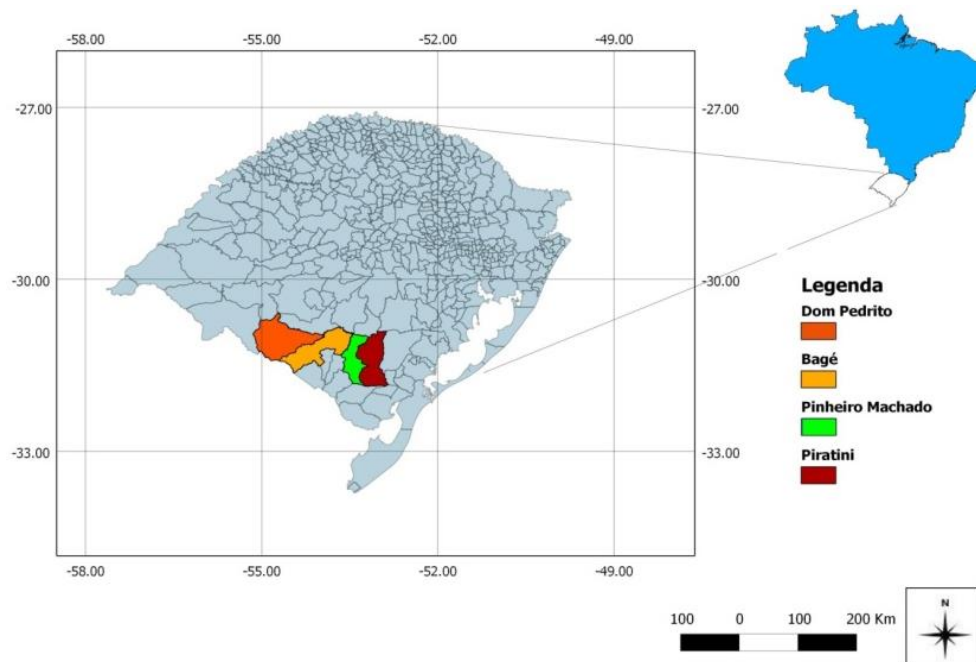 -58.00 -55.00 -52.00 -49.00
-27.00 -27.00
-30.00 -30.00
Legenda
Dom Pedrito
Bagé
Pinheiro Machado
Piratini
-33.00 -33.00
-58.00 -55.00 -52.00 -49.00
100 0 100 200 Km
N